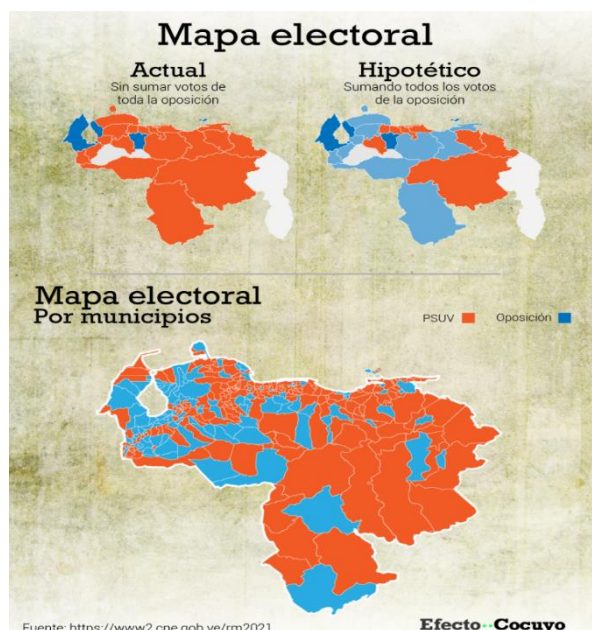 Mapa electoral
Actual
Sin sumar votos de
toda la oposición
Hipotético
Sumando todos los votos
de la oposición
Mapa electoral
Por municipios
PSUV
Oposición
Fuente: https://www2.cne.gob.ve/rm2021
Efecto Cocuyo